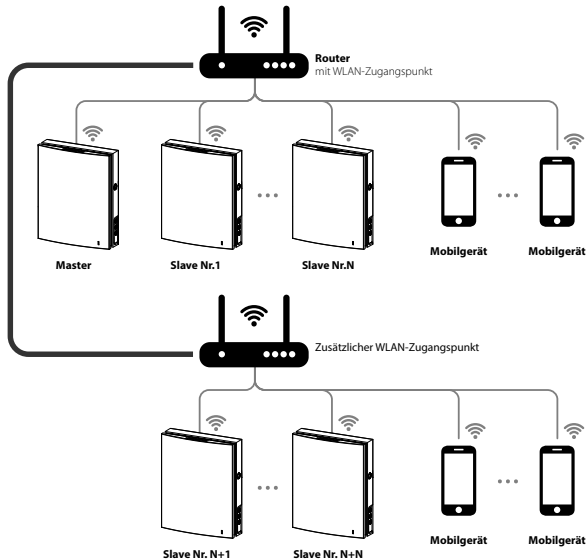 Router
mit WLAN-Zugangspunkt
Master
Slave Nr.1
Slave Nr.N
Mobilgerät
Mobilgerät
Zusätzlicher WLAN-Zugangspunkt
Slave Nr. N+1
Slave Nr. N+N
Mobilgerät
Mobilgerät